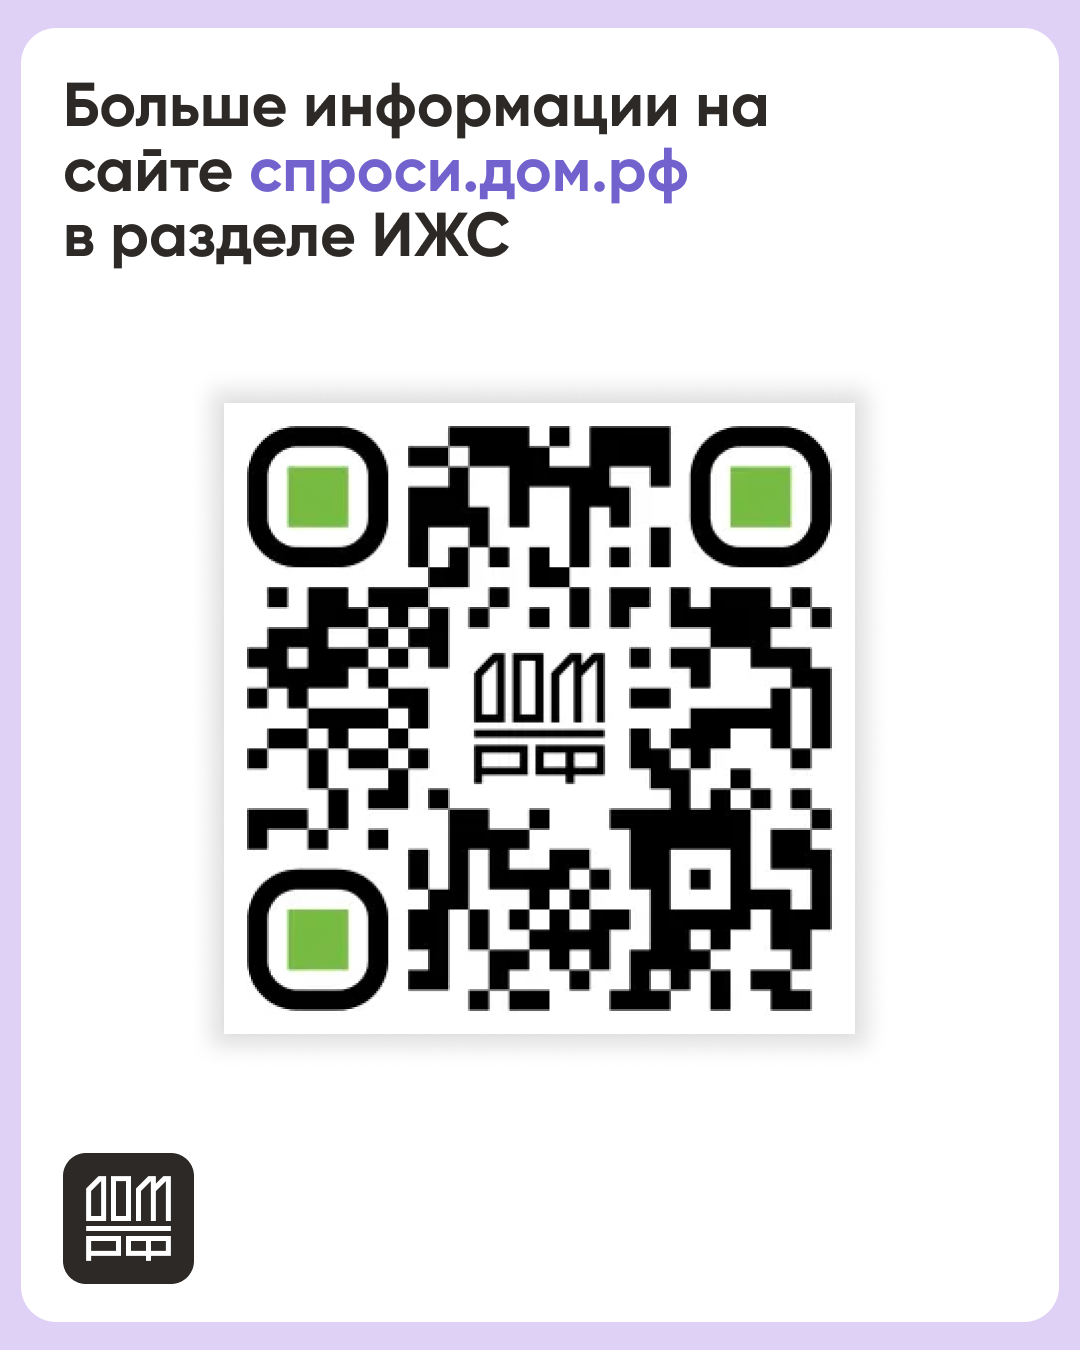 Больше информации на
сайте спроси.дом.рф
в разделе ИЖС
ДОМ
РФ
ДОМ
РФ